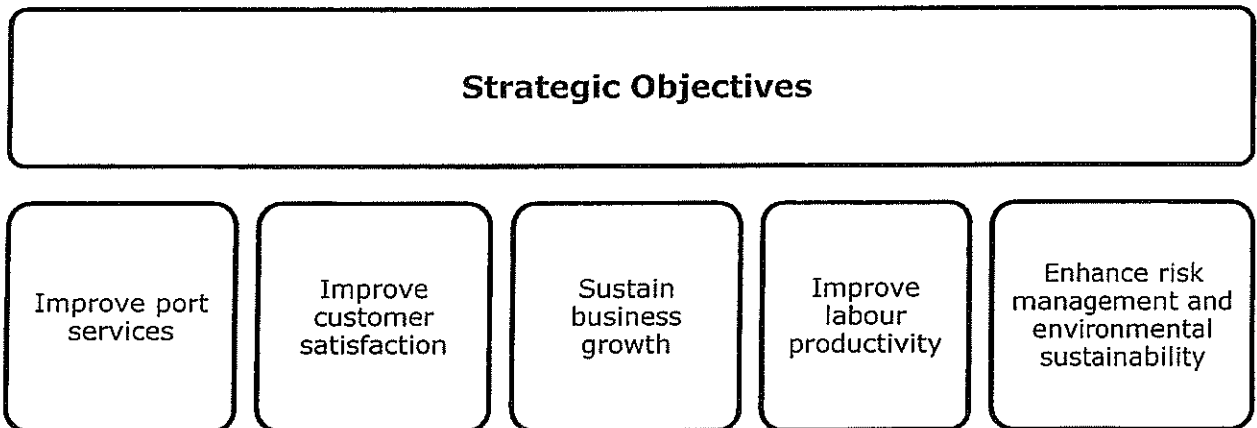 Strategic Objectives
Improve port
services
Improve
customer
satisfaction
Sustain
business
growth
Improve
labour
productivity
Enhance risk
management and
environmental
sustainability